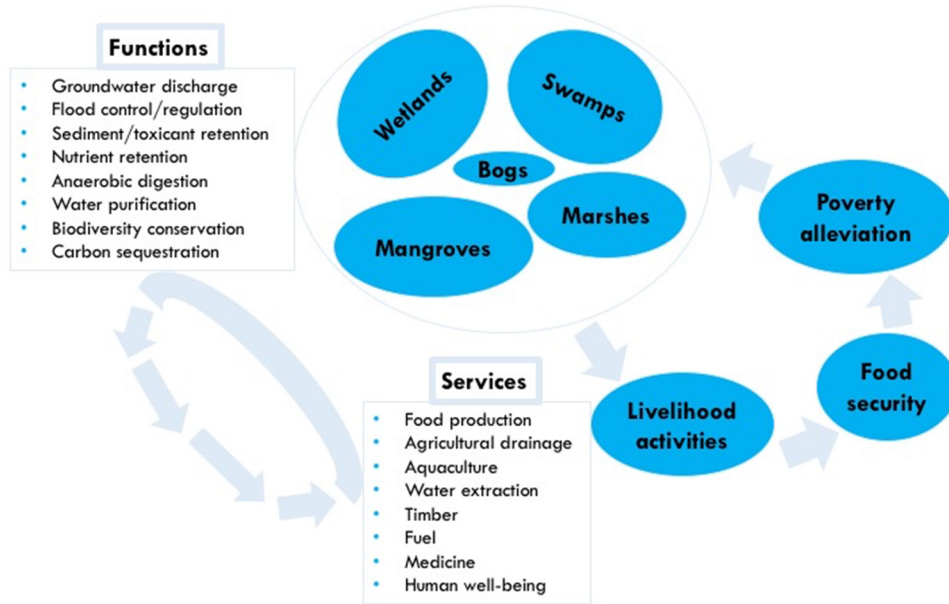 Functions
Groundwater discharge
Flood control/regulation
Sediment/toxicant retention
Nutrient retention
Anaerobic digestion
Water purification
Biodiversity conservation
Carbon sequestration
Wetlands
Swamps
Bogs
Marshes
Mangroves
Poverty
alleviation
Food
security
Livelihood
activities
Services
Food production
Agricultural drainage
Aquaculture
Water extraction
Timber
Fuel
Medicine
Human well-being